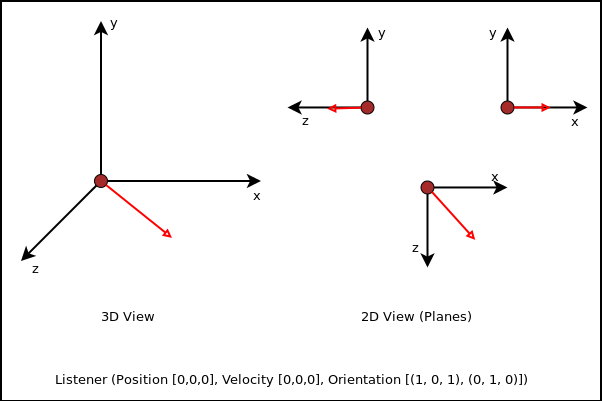 y
x
z
y
z
y
x
x
z
3D View
2D View (Planes)
Listener (Position [0,0,0], Velocity [0,0,0], Orientation [(1, 0, 1), (0, 1, 0)])